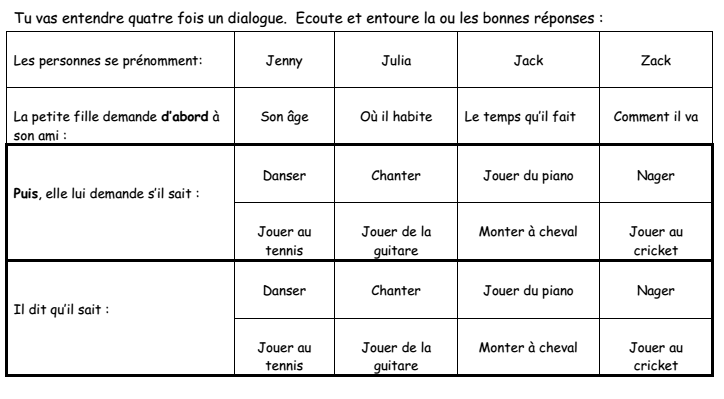 Tu vas entendre quatre fois un dialogue. Ecoute et entoure la ou les bonnes réponses :
Les personnes se prénomment: Jenny Julia Jack Zack
La petite fille demande d'abord à son ami : Son âge Où il habite Le temps qu'il fait Comment il va
Puis, elle lui demande s'il sait : Danser Chanter Jouer du piano Nager
Jouer au tennis Jouer de la guitare Monter à cheval Jouer au cricket
Il dit qu'il sait : Danser Chanter Jouer du piano Nager
Jouer au tennis Jouer de la guitare Monter à cheval Jouer au cricket